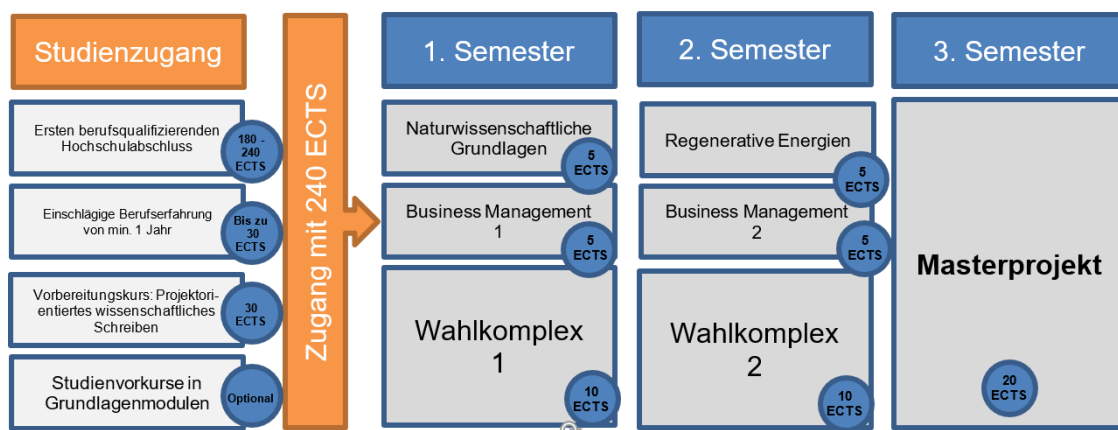 Studienzugang
Ersten berufsqualifizierenden
Hochschulabschluss
180 -
240
ECTS
Einschlägige Berufserfahrung
von min. 1 Jahr
Bis zu
30
ECTS
Vorbereitungskurs: Projektori-
entiertes wissenschaftliches
Schreiben
30
ECTS
Studienvorkurse in
Grundlagenmodulen
Optional
Zugang mit 240 ECTS
1. Semester
Naturwissenschaftliche
Grundlagen
5
ECTS
Business Management
1
5
ECTS
Wahlkomplex
1
10
ECTS
2. Semester
Regenerative Energien
5
ECTS
Business Management
2
5
ECTS
Wahlkomplex
2
10
ECTS
3. Semester
Masterprojekt
20
ECTS